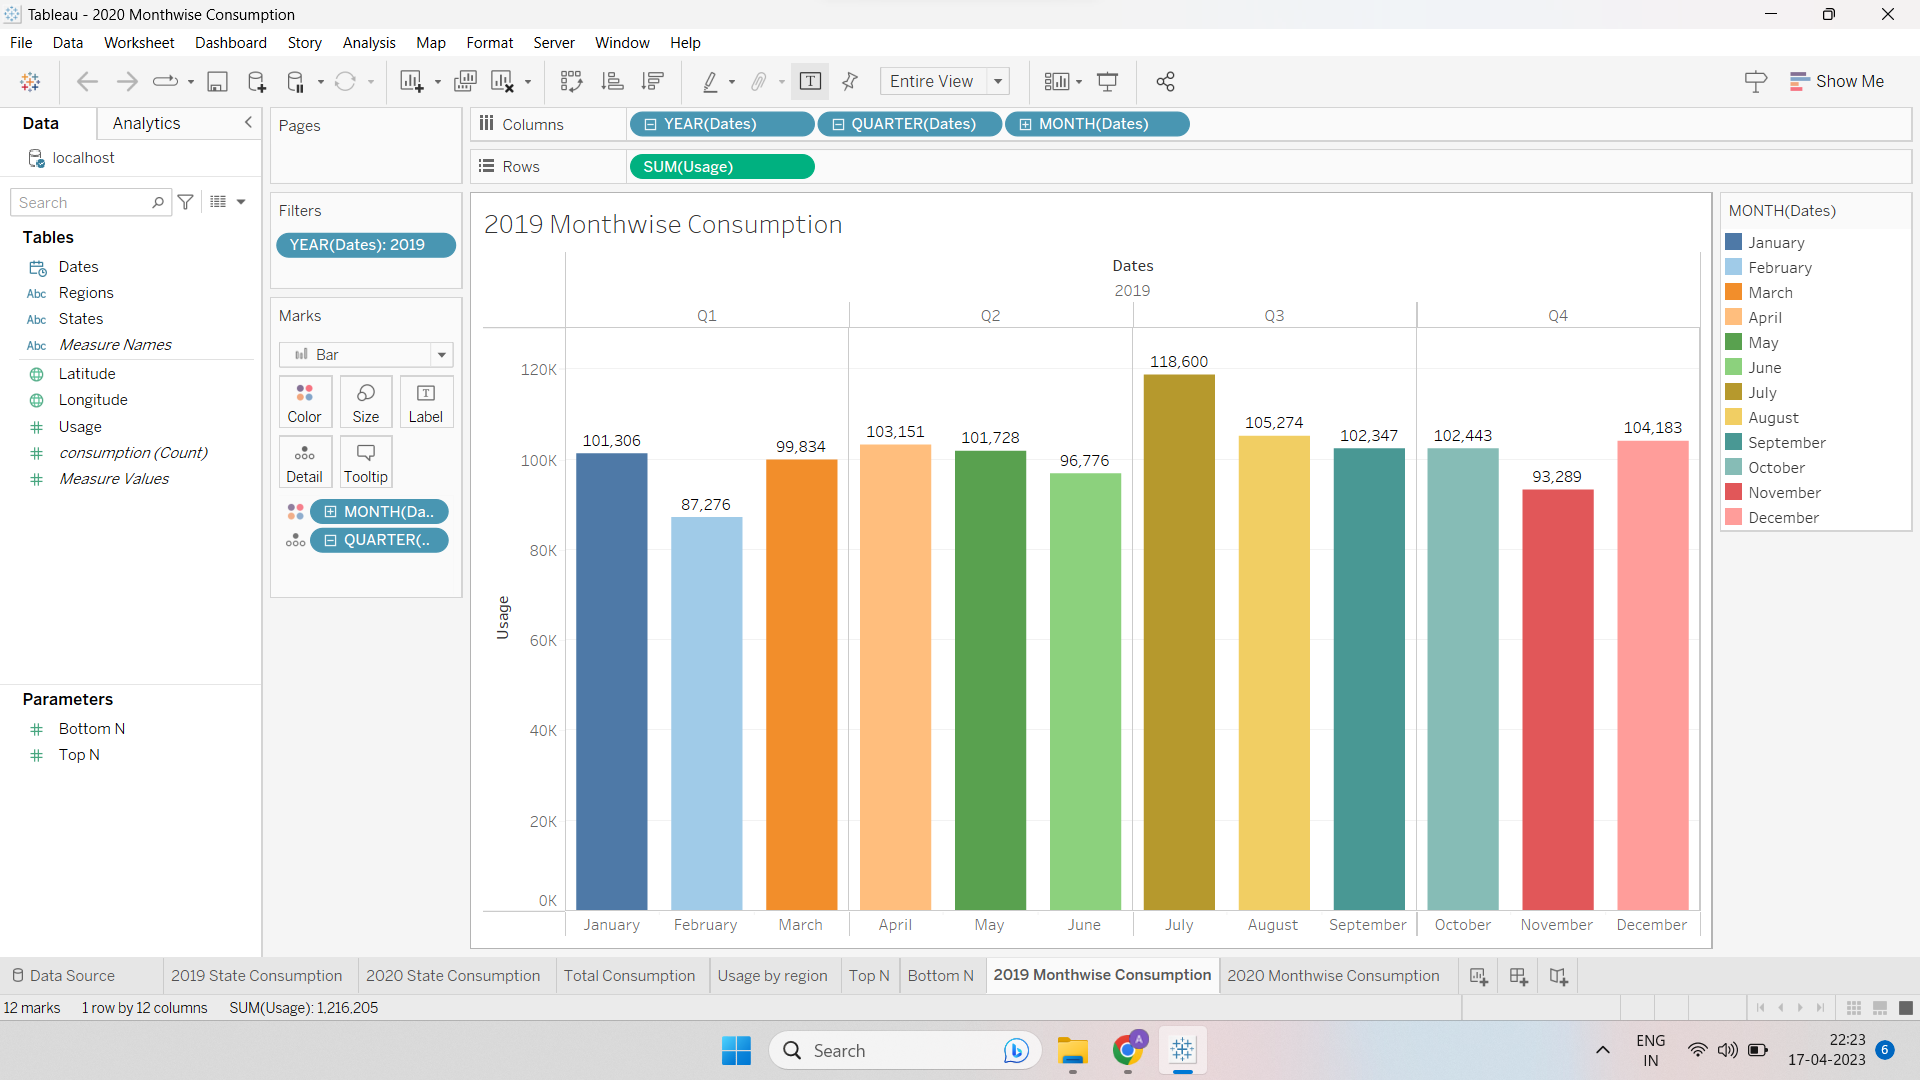 Tableau - 2020 Monthwise Consumption
File Data Worksheet Dashboard Story Analysis Map Format Server Window Help
T Entire View Show Me
Data Analytics
localhost
Search
Tables
Dates
Abc Regions
Abc States
Abc Measure Names
Latitude
Longitude
# Usage
# consumption (Count)
# Measure Values
Parameters
# Bottom N
# Top N
Pages
Filters
YEAR(Dates): 2019
Marks
Bar
Color Size T Label
Detail Tooltip
MONTH(Da..
QUARTER(..
Columns YEAR(Dates) QUARTER(Dates) MONTH(Dates)
Rows SUM(Usage)
2019 Monthwise Consumption
Dates
2019
Q1 Q2 Q3 Q4
Usage
120K
100K
80K
60K
40K
20K
0K
101,306 87,276 99,834 103,151 101,728 96,776 118,600 105,274 102,347 102,443 93,289 104,183
January February March April May June July August September October November December
MONTH(Dates)
January
February
March
April
May
June
July
August
September
October
November
December
Data Source 2019 State Consumption 2020 State Consumption Total Consumption Usage by region Top N Bottom N 2019 Monthwise Consumption 2020 Monthwise Consumption
12 marks 1 row by 12 columns SUM(Usage): 1,216,205
Search b A ENG 22:23 6
IN 17-04-2023